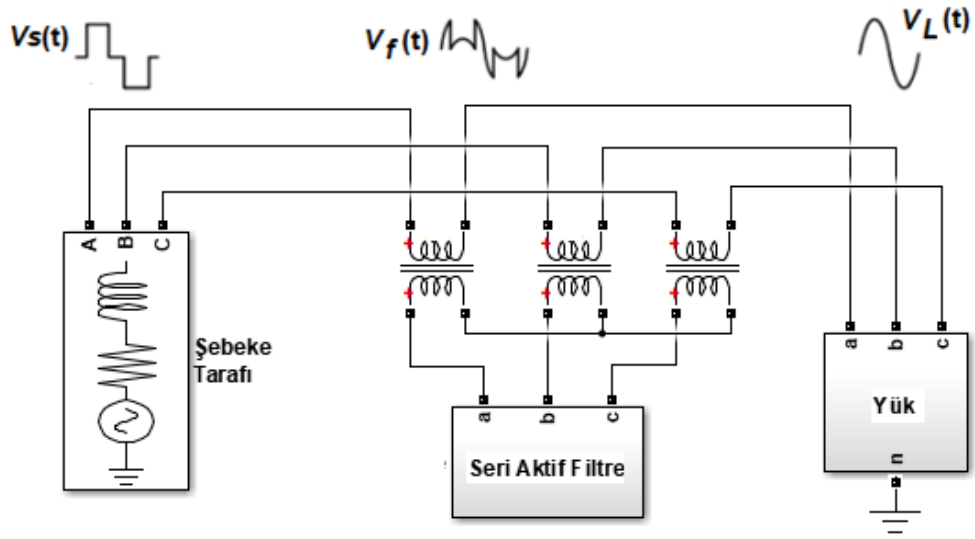 Vs(t)
Vf(t)
VL(t)
A B C
Şebeke
Tarafı
+ + +
+ + +
a b c
Seri Aktif Filtre
a b c
Yük
n